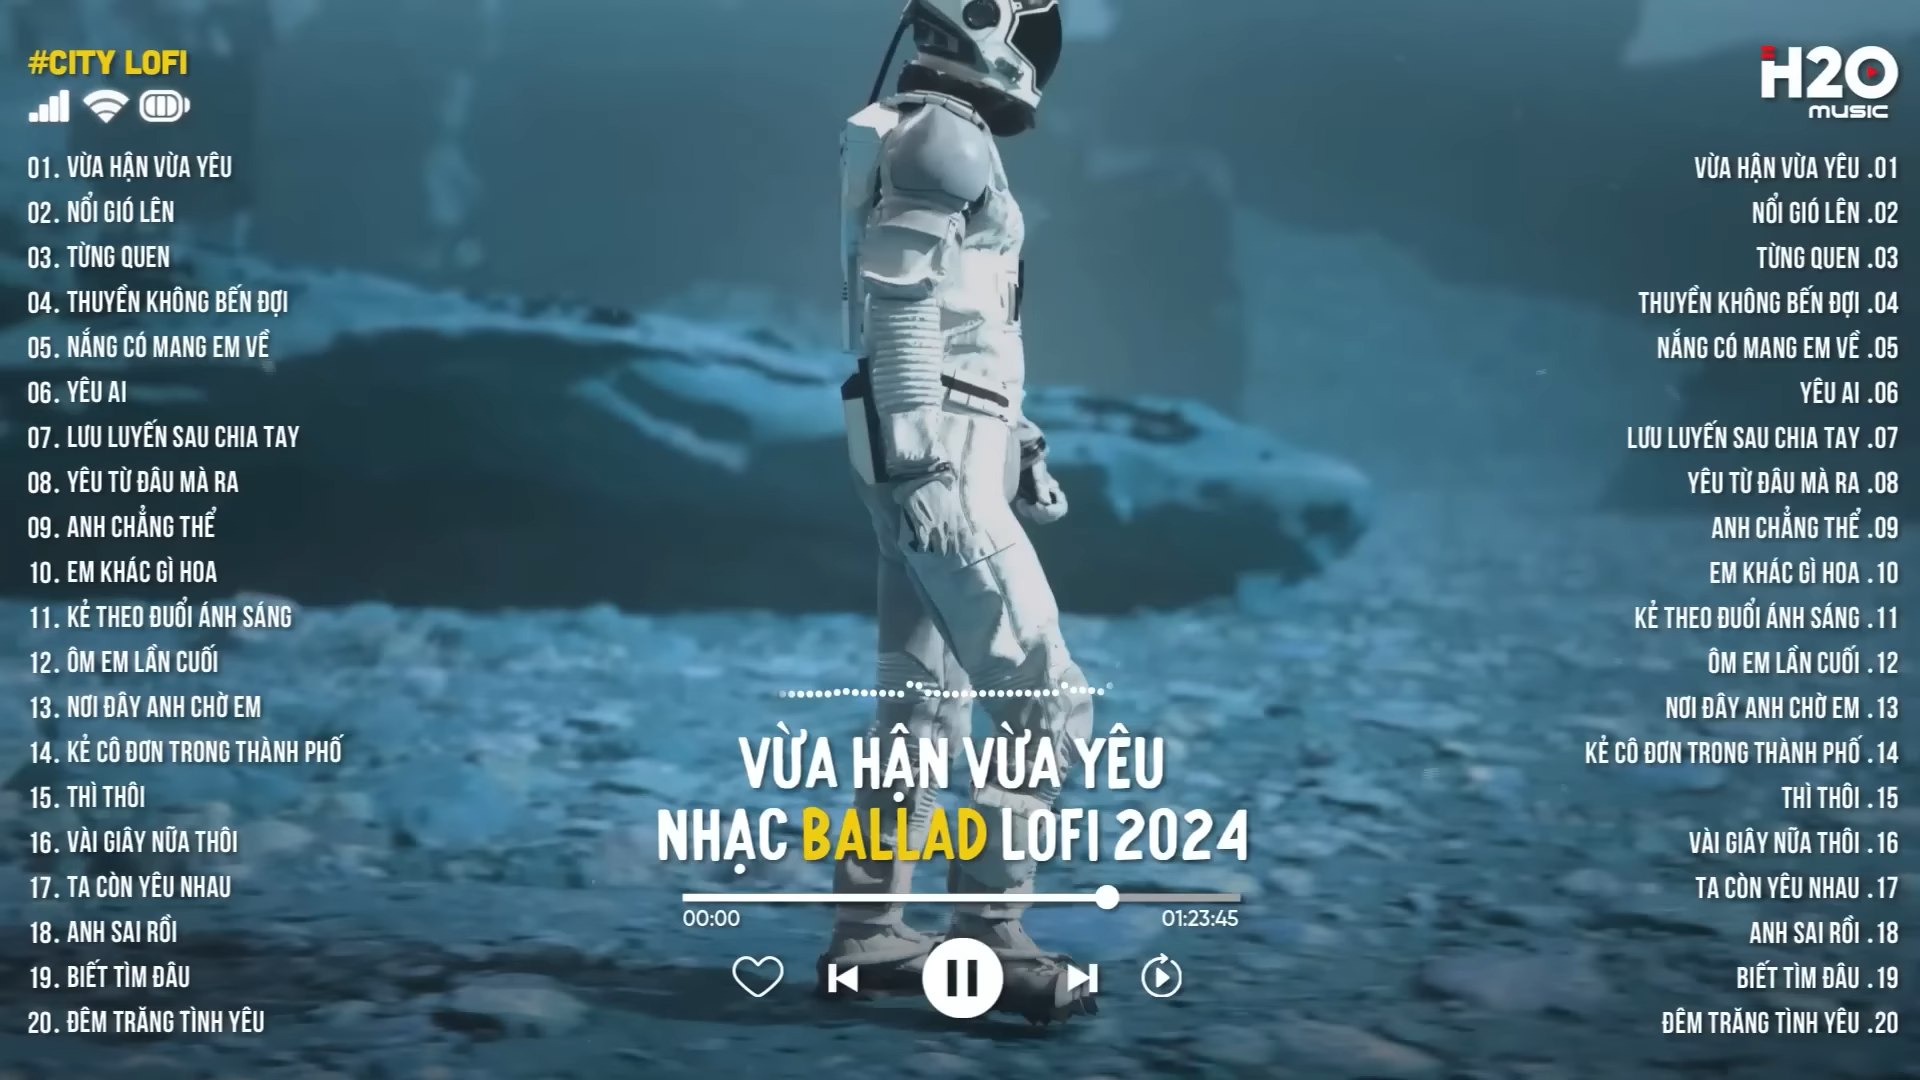 #CITY LOFI
H2O
MUSIC
01. VỪA HẬN VỪA YÊU
02. NỔI GIÓ LÊN
03. TỪNG QUEN
04. THUYỀN KHÔNG BẾN ĐỢI
05. NẮNG CÓ MANG EM VỀ
06. YÊU AI
07. LƯU LUYẾN SAU CHIA TAY
08. YÊU TỪ ĐÂU MÀ RA
09. ANH CHẲNG THỂ
10. EM KHÁC GÌ HOA
11. KẺ THEO ĐUỔI ÁNH SÁNG
12. ÔM EM LẦN CUỐI
13. NƠI ĐÂY ANH CHỜ EM
14. KẺ CÔ ĐƠN TRONG THÀNH PHỐ
15. THÌ THÔI
16. VÀI GIÂY NỮA THÔI
17. TA CÒN YÊU NHAU
18. ANH SAI RỒI
19. BIẾT TÌM ĐÂU
20. ĐÊM TRĂNG TÌNH YÊU
VỪA HẬN VỪA YÊU
NHẠC BALLAD LOFI 2024
00:00
01:23:45
VỪA HẬN VỪA YÊU .01
NỔI GIÓ LÊN .02
TỪNG QUEN .03
THUYỀN KHÔNG BẾN ĐỢI .04
NẮNG CÓ MANG EM VỀ .05
YÊU AI .06
LƯU LUYẾN SAU CHIA TAY .07
YÊU TỪ ĐÂU MÀ RA .08
ANH CHẲNG THỂ .09
EM KHÁC GÌ HOA .10
KẺ THEO ĐUỔI ÁNH SÁNG .11
ÔM EM LẦN CUỐI .12
NƠI ĐÂY ANH CHỜ EM .13
KẺ CÔ ĐƠN TRONG THÀNH PHỐ .14
THÌ THÔI .15
VÀI GIÂY NỮA THÔI .16
TA CÒN YÊU NHAU .17
ANH SAI RỒI .18
BIẾT TÌM ĐÂU .19
ĐÊM TRĂNG TÌNH YÊU .20